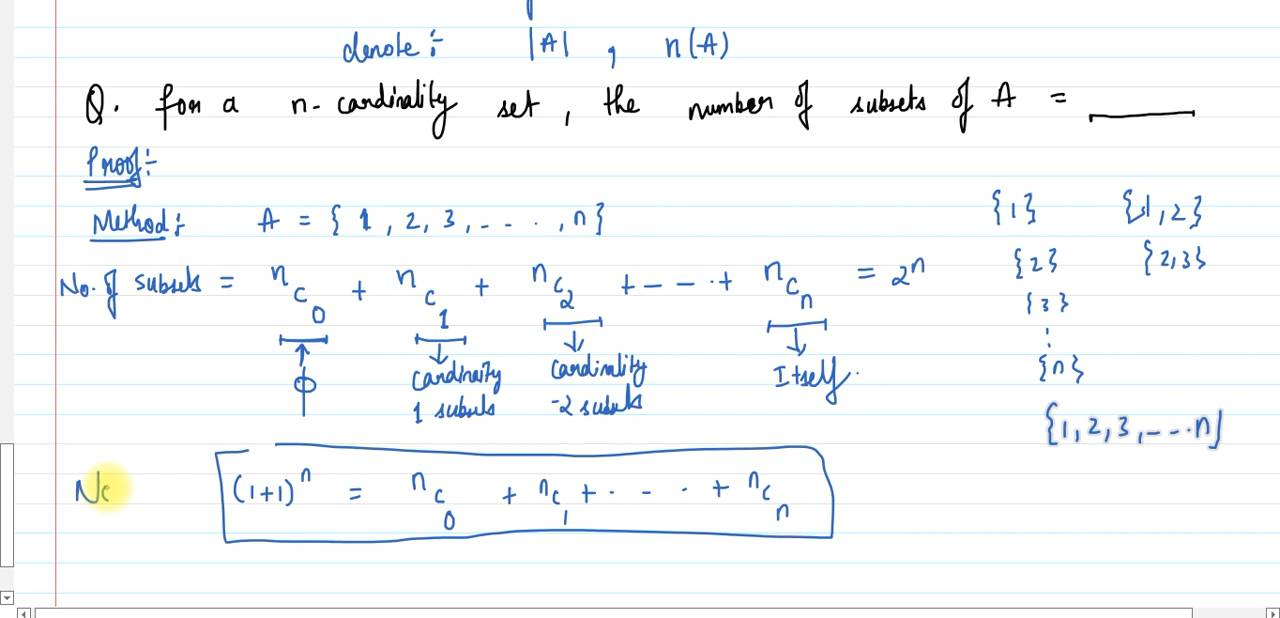 denote :- |A| , n(A)
Q. for a n-cardinality set, the number of subsets of A = ______
Proof:-
Method:- A = { 1, 2, 3, - - . ., n}
{1} {1,2}
No. of subsets = nC0 + nC1 + nC2 + - - . + nCn = 2^n
{2} {2,3}
{3}
⋮
{n}
ϕ
Cardinality 1 subsets
Cardinality -2 subsets
Itself.
{1, 2, 3, - - . n}
No
(1+1)^n = nC0 + nC1 + . - . + nCn